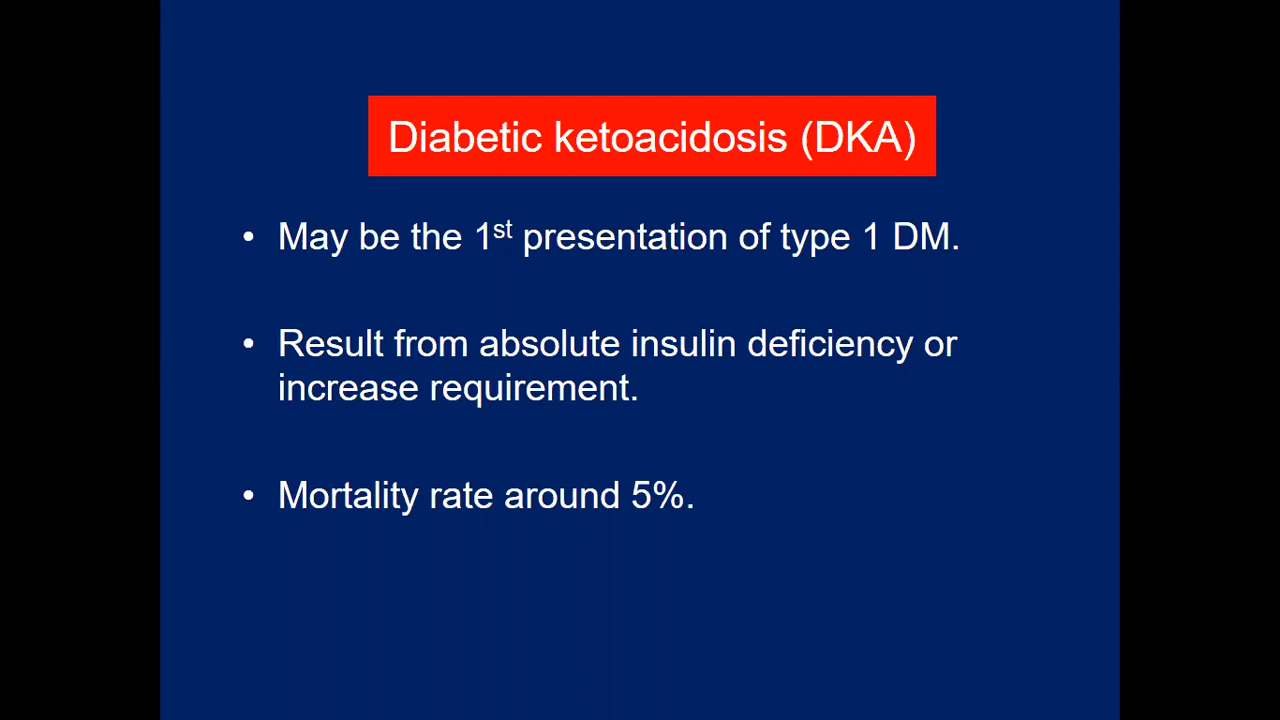 Diabetic ketoacidosis (DKA)
• May be the 1st presentation of type 1 DM.
• Result from absolute insulin deficiency or
increase requirement.
• Mortality rate around 5%.